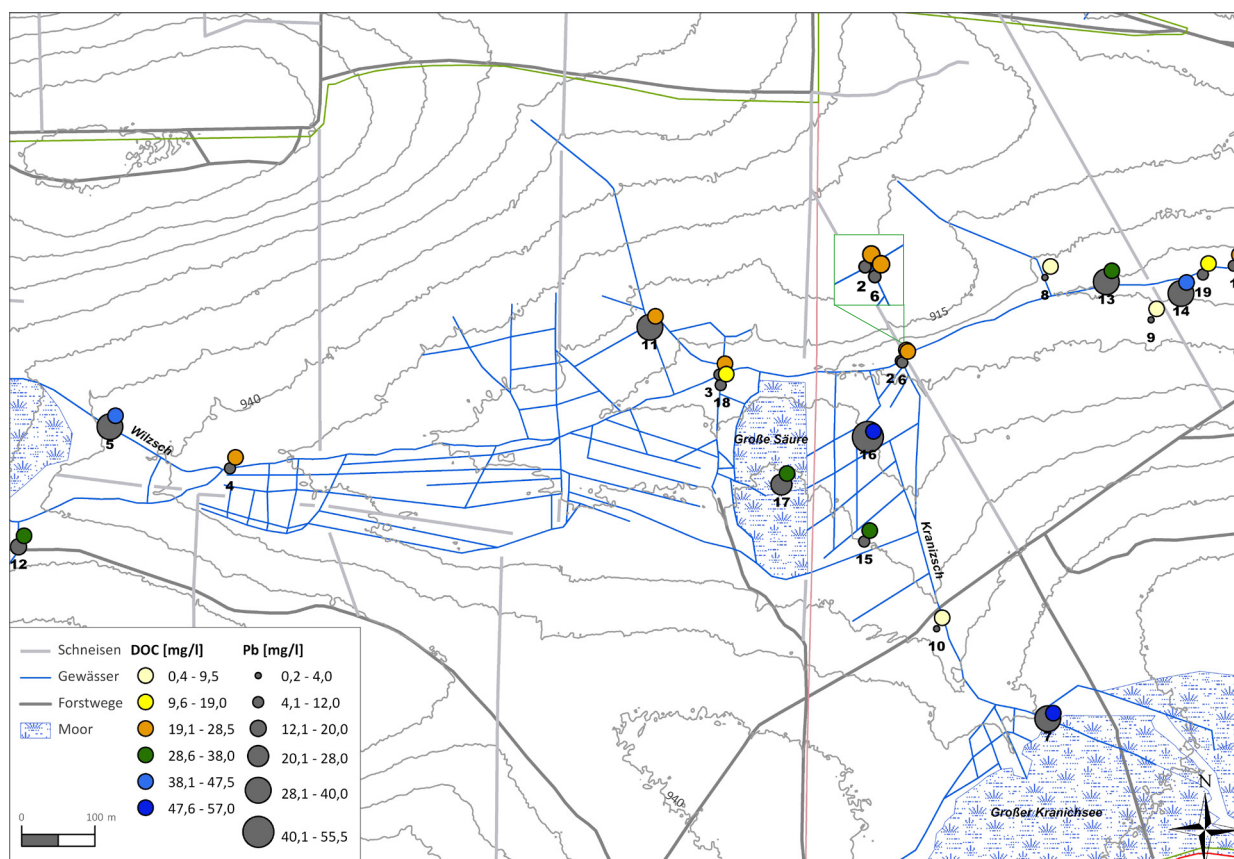 915
2
6
8
13
19
1
14
9
11
2
6
940
3
18
5
Wilzsch
4
Große Säure
16
17
12
15
Kranizsch
10
7
940
Großer Kranichsee
N
DOC [mg/l]
Pb [mg/l]
Schneisen
Gewässer
Forstwege
Moor
0,4 - 9,5
9,6 - 19,0
19,1 - 28,5
28,6 - 38,0
38,1 - 47,5
47,6 - 57,0
0,2 - 4,0
4,1 - 12,0
12,1 - 20,0
20,1 - 28,0
28,1 - 40,0
40,1 - 55,5
0 100 m